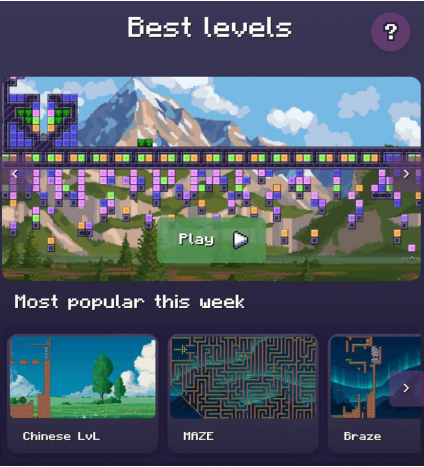 Best levels
?
Play
Most popular this week
Chinese LvL
MAZE
Braze